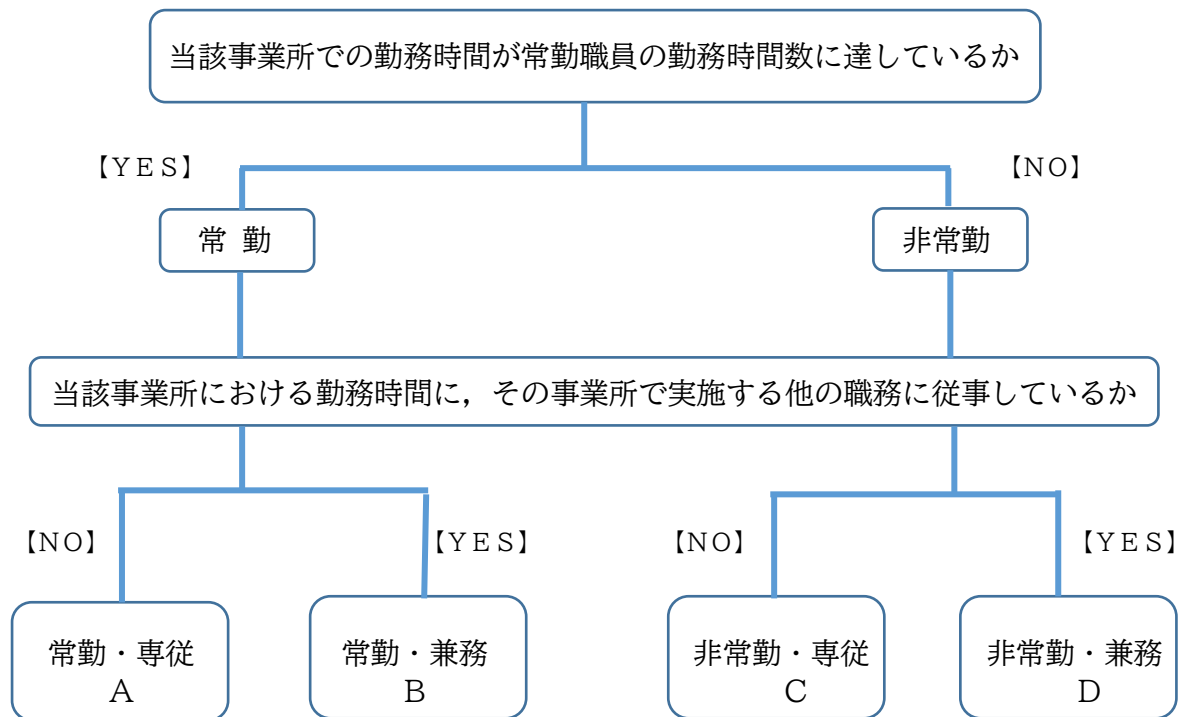 当該事業所での勤務時間が常勤職員の勤務時間数に達しているか
【ＹＥＳ】
【ＮＯ】
常 勤
非常勤
当該事業所における勤務時間に，その事業所で実施する他の職務に従事しているか
【ＮＯ】
【ＹＥＳ】
【ＮＯ】
【ＹＥＳ】
常勤・専従
Ａ
常勤・兼務
Ｂ
非常勤・専従
Ｃ
非常勤・兼務
Ｄ